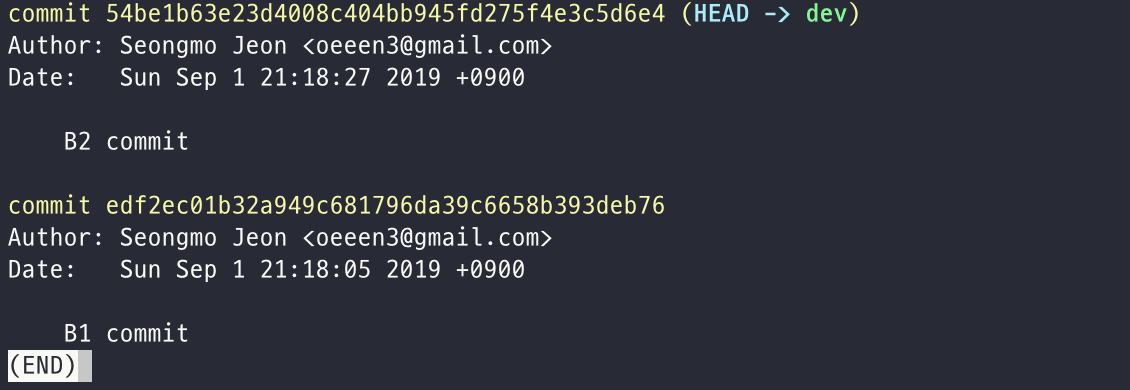 commit 54be1b63e23d4008c404bb945fd275f4e3c5d6e4 (HEAD -> dev)
Author: Seongmo Jeon <oeeen3@gmail.com>
Date:   Sun Sep 1 21:18:27 2019 +0900
    B2 commit
commit edf2ec01b32a949c681796da39c6658b393deb76
Author: Seongmo Jeon <oeeen3@gmail.com>
Date:   Sun Sep 1 21:18:05 2019 +0900
    B1 commit
(END)